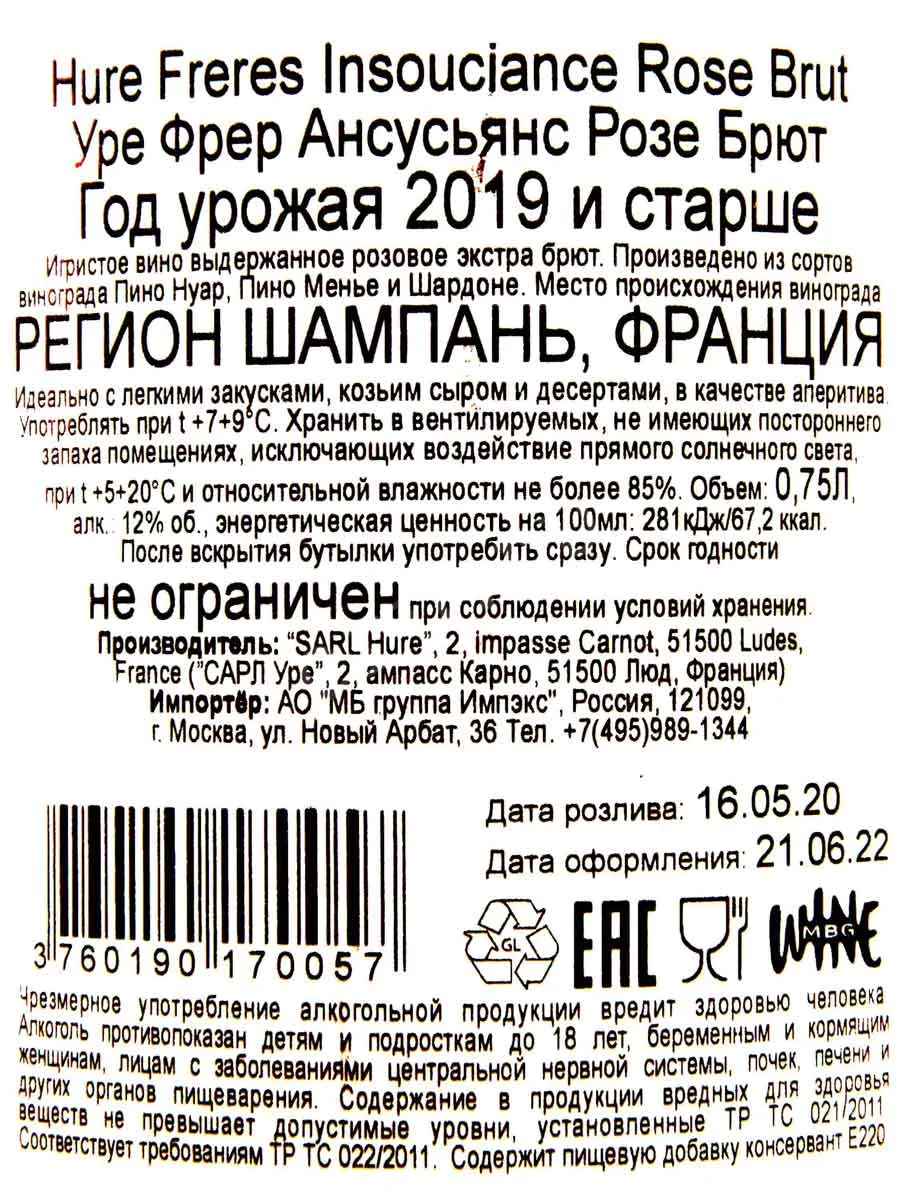 Hure Freres Insouciance Rose Brut
Уре Фрер Ансусьянс Розе Брют
Год урожая 2019 и старше
Игристое вино выдержанное розовое экстра брют. Произведено из сортов
винограда Пино Нуар, Пино Менье и Шардоне. Место происхождения винограда
РЕГИОН ШАМПАНЬ, ФРАНЦИЯ
Идеально с легкими закусками, козьим сыром и десертами, в качестве аперитива.
Употреблять при t +7+9°С. Хранить в вентилируемых, не имеющих постороннего
запаха помещениях, исключающих воздействие прямого солнечного света,
при t +5+20°С и относительной влажности не более 85%. Объем: 0,75Л,
алк.: 12% об., энергетическая ценность на 100мл: 281кДж/67,2 ккал.
После вскрытия бутылки употребить сразу. Срок годности
не ограничен при соблюдении условий хранения.
Производитель: "SARL Hure", 2, impasse Carnot, 51500 Ludes,
France ("САРЛ Уре", 2, ампасс Карно, 51500 Люд, Франция)
Импортёр: АО "МБ группа Импэкс", Россия, 121099,
г. Москва, ул. Новый Арбат, 36 Тел. +7(495)989-1344
Дата розлива: 16.05.20
Дата оформления: 21.06.22
3 760190 170057
GL
EAC
WINE
MBG
Чрезмерное употребление алкогольной продукции вредит здоровью человека
Алкоголь противопоказан детям и подросткам до 18 лет, беременным и кормящим
женщинам, лицам с заболеваниями центральной нервной системы, почек, печени и
других органов пищеварения. Содержание в продукции вредных для здоровья
веществ не превышает допустимые уровни, установленные ТР ТС 021/2011
Соответствует требованиям ТР ТС 022/2011. Содержит пищевую добавку консервант Е220